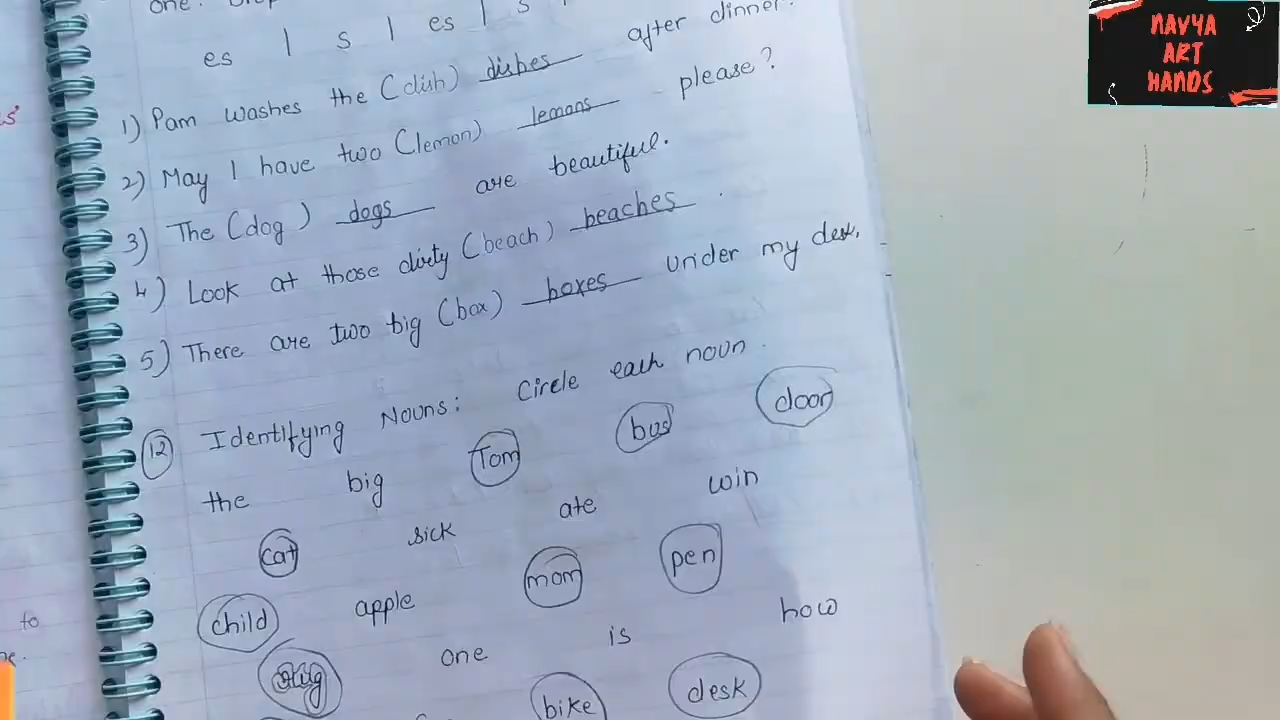 one.
es | s | es | s
1) Pam washes the (dish) dishes after dinner.
2) May I have two (lemon) lemons please?
3) The (dog) dogs are beautiful.
4) Look at those dirty (beach) beaches.
5) There are two big (box) boxes under my desk.
12 Identifying Nouns: Circle each noun.
the big Tom bus door
cat sick ate win
child apple mom pen
rug one is how
bike desk
to
NAVYA
ART
HANDS